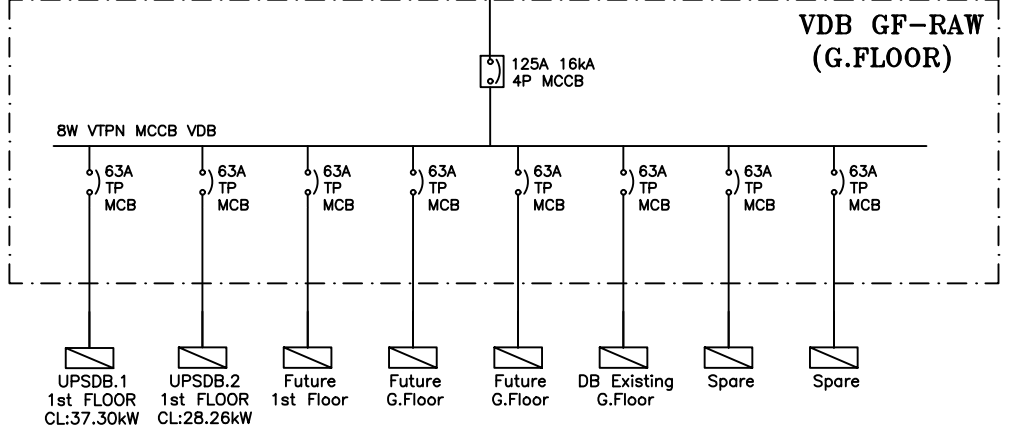 VDB GF-RAW
(G.FLOOR)
125A 16kA
4P MCCB
8W VTPN MCCB VDB
63A
TP
MCB
63A
TP
MCB
63A
TP
MCB
63A
TP
MCB
63A
TP
MCB
63A
TP
MCB
63A
TP
MCB
63A
TP
MCB
UPSDB.1
1st FLOOR
CL:37.30kW
UPSDB.2
1st FLOOR
CL:28.26kW
Future
1st Floor
Future
G.Floor
Future
G.Floor
DB Existing
G.Floor
Spare
Spare